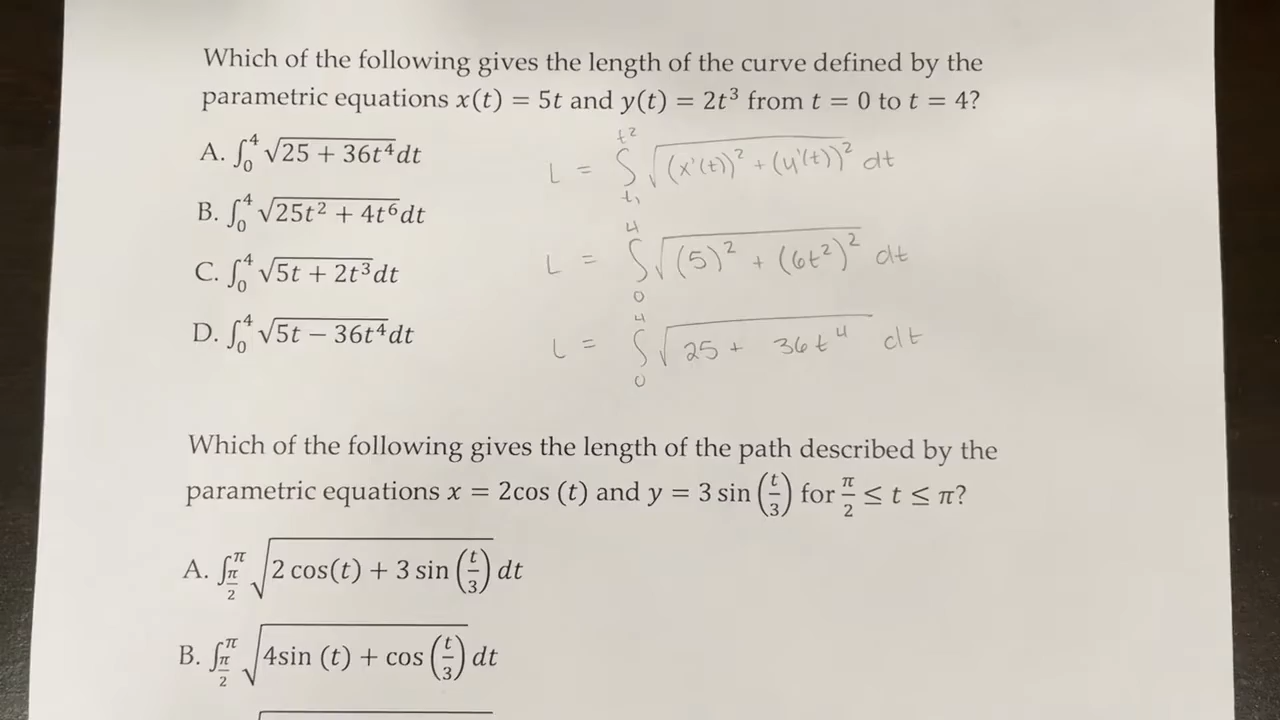 Which of the following gives the length of the curve defined by the
parametric equations x(t) = 5t and y(t) = 2t³ from t = 0 to t = 4?
A. ∫₀⁴ √(25 + 36t⁴) dt
B. ∫₀⁴ √(25t² + 4t⁶) dt
C. ∫₀⁴ √(5t + 2t³) dt
D. ∫₀⁴ √(5t − 36t⁴) dt
L = ∫_{t₁}^{t2} √((x'(t))² + (y'(t))²) dt
L = ∫₀⁴ √((5)² + (6t²)²) dt
L = ∫₀⁴ √(25 + 36t⁴) dt
Which of the following gives the length of the path described by the
parametric equations x = 2cos (t) and y = 3 sin (t/3) for π/2 ≤ t ≤ π?
A. ∫_{π/2}^{π} √(2 cos(t) + 3 sin (t/3)) dt
B. ∫_{π/2}^{π} √(4sin (t) + cos (t/3)) dt